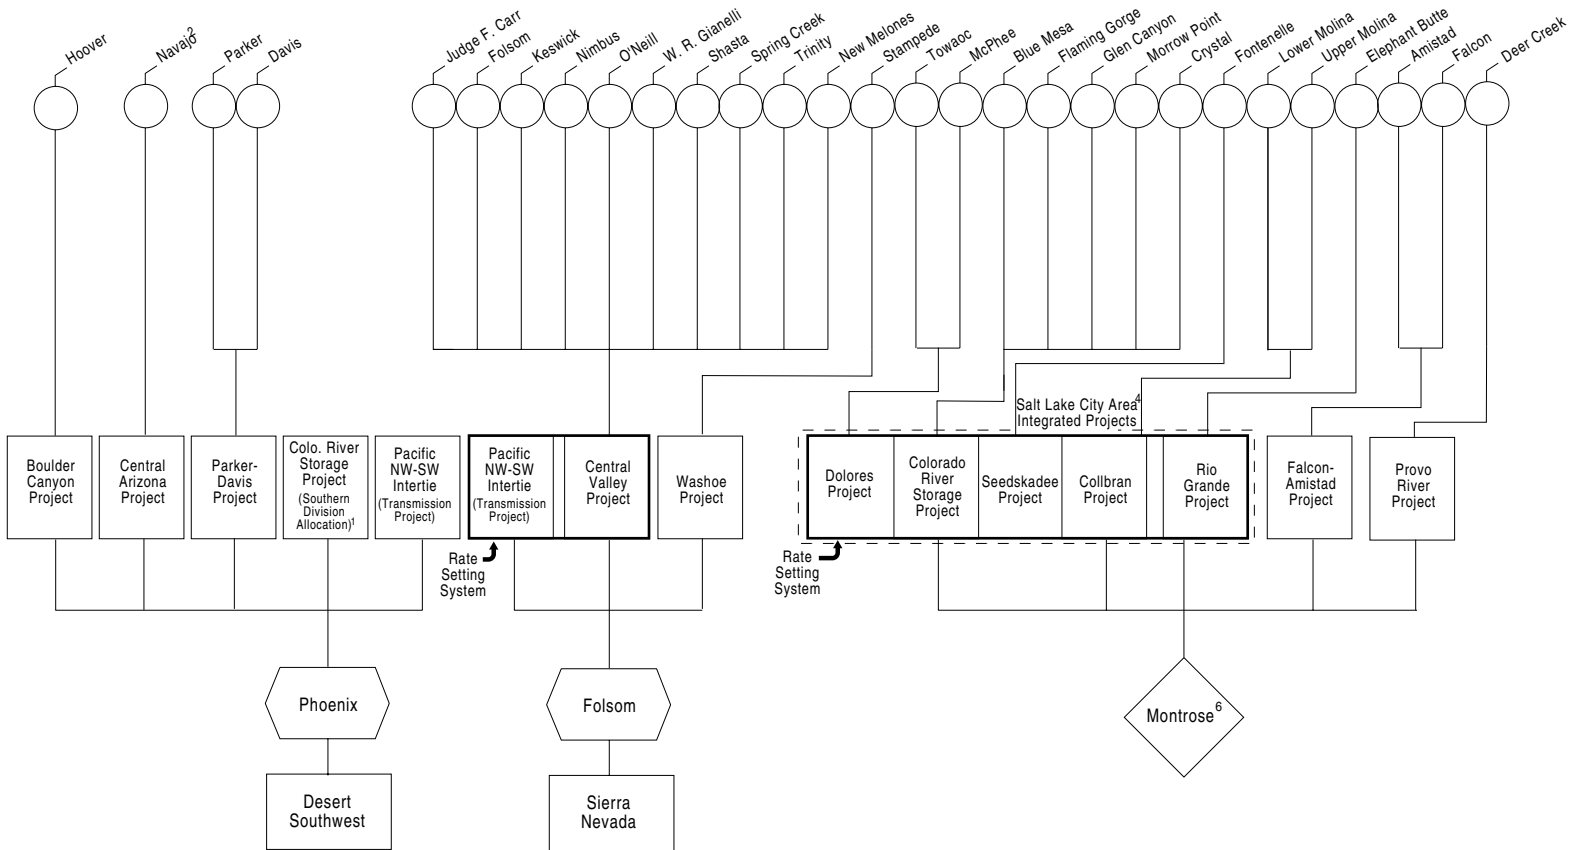 Hoover
Navajo2
Parker
Davis
Judge F. Carr
Folsom
Keswick
Nimbus
O'Neill
W. R. Gianelli
Shasta
Spring Creek
Trinity
New Melones
Stampede
Towaoc
McPhee
Blue Mesa
Flaming Gorge
Glen Canyon
Morrow Point
Crystal
Fontenelle
Lower Molina
Upper Molina
Elephant Butte
Amistad
Falcon
Deer Creek
Salt Lake City Area4
Integrated Projects
Boulder
Canyon
Project
Central
Arizona
Project
Parker-
Davis
Project
Colo. River
Storage
Project
(Southern
Division
Allocation)1
Pacific
NW-SW
Intertie
(Transmission
Project)
Pacific
NW-SW
Intertie
(Transmission
Project)
Central
Valley
Project
Washoe
Project
Dolores
Project
Colorado
River
Storage
Project
Seedskadee
Project
Collbran
Project
Rio
Grande
Project
Falcon-
Amistad
Project
Provo
River
Project
Rate
Setting
System
Rate
Setting
System
Phoenix
Folsom
Montrose6
Desert
Southwest
Sierra
Nevada